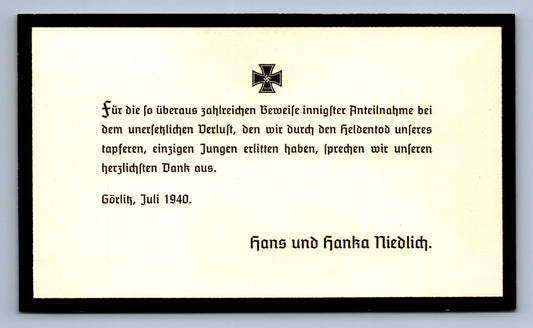 Für die so überaus zahlreichen Beweise innigster Anteilnahme bei
dem unersetzlichen Verlust, den wir durch den Heldentod unseres
tapferen, einzigen Jungen erlitten haben, sprechen wir unseren
herzlichsten Dank aus.
Görlitz, Juli 1940.
Hans und Hanka Niedlich.